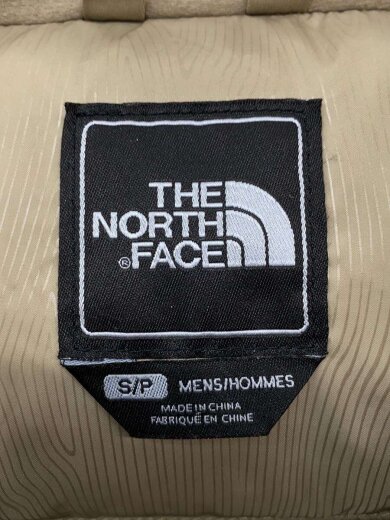 THE
NORTH
®FACE
S/P MENS/HOMMES
MADE IN CHINA
FABRIQUÉ EN CHINE